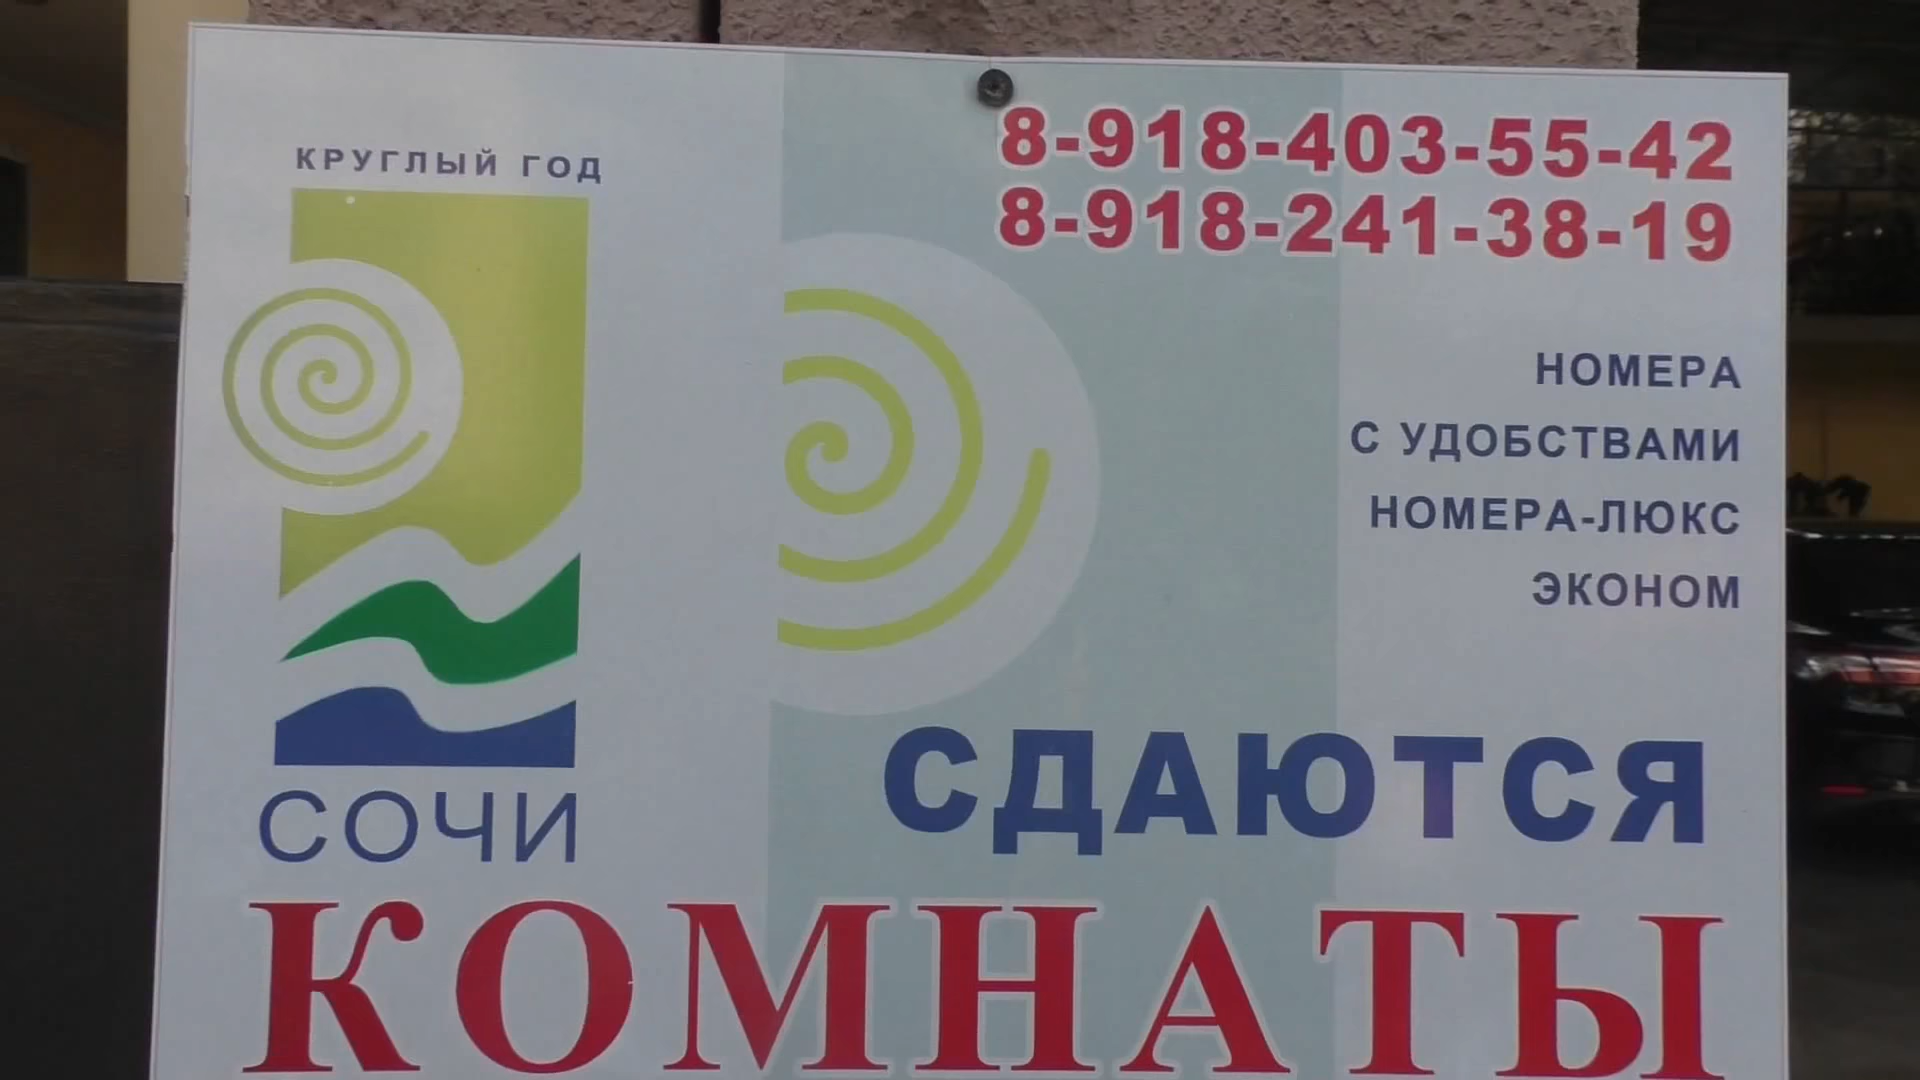 КРУГЛЫЙ ГОД
8-918-403-55-42
8-918-241-38-19
НОМЕРА
С УДОБСТВАМИ
НОМЕРА-ЛЮКС
ЭКОНОМ
СОЧИ
СДАЮТСЯ
КОМНАТЫ